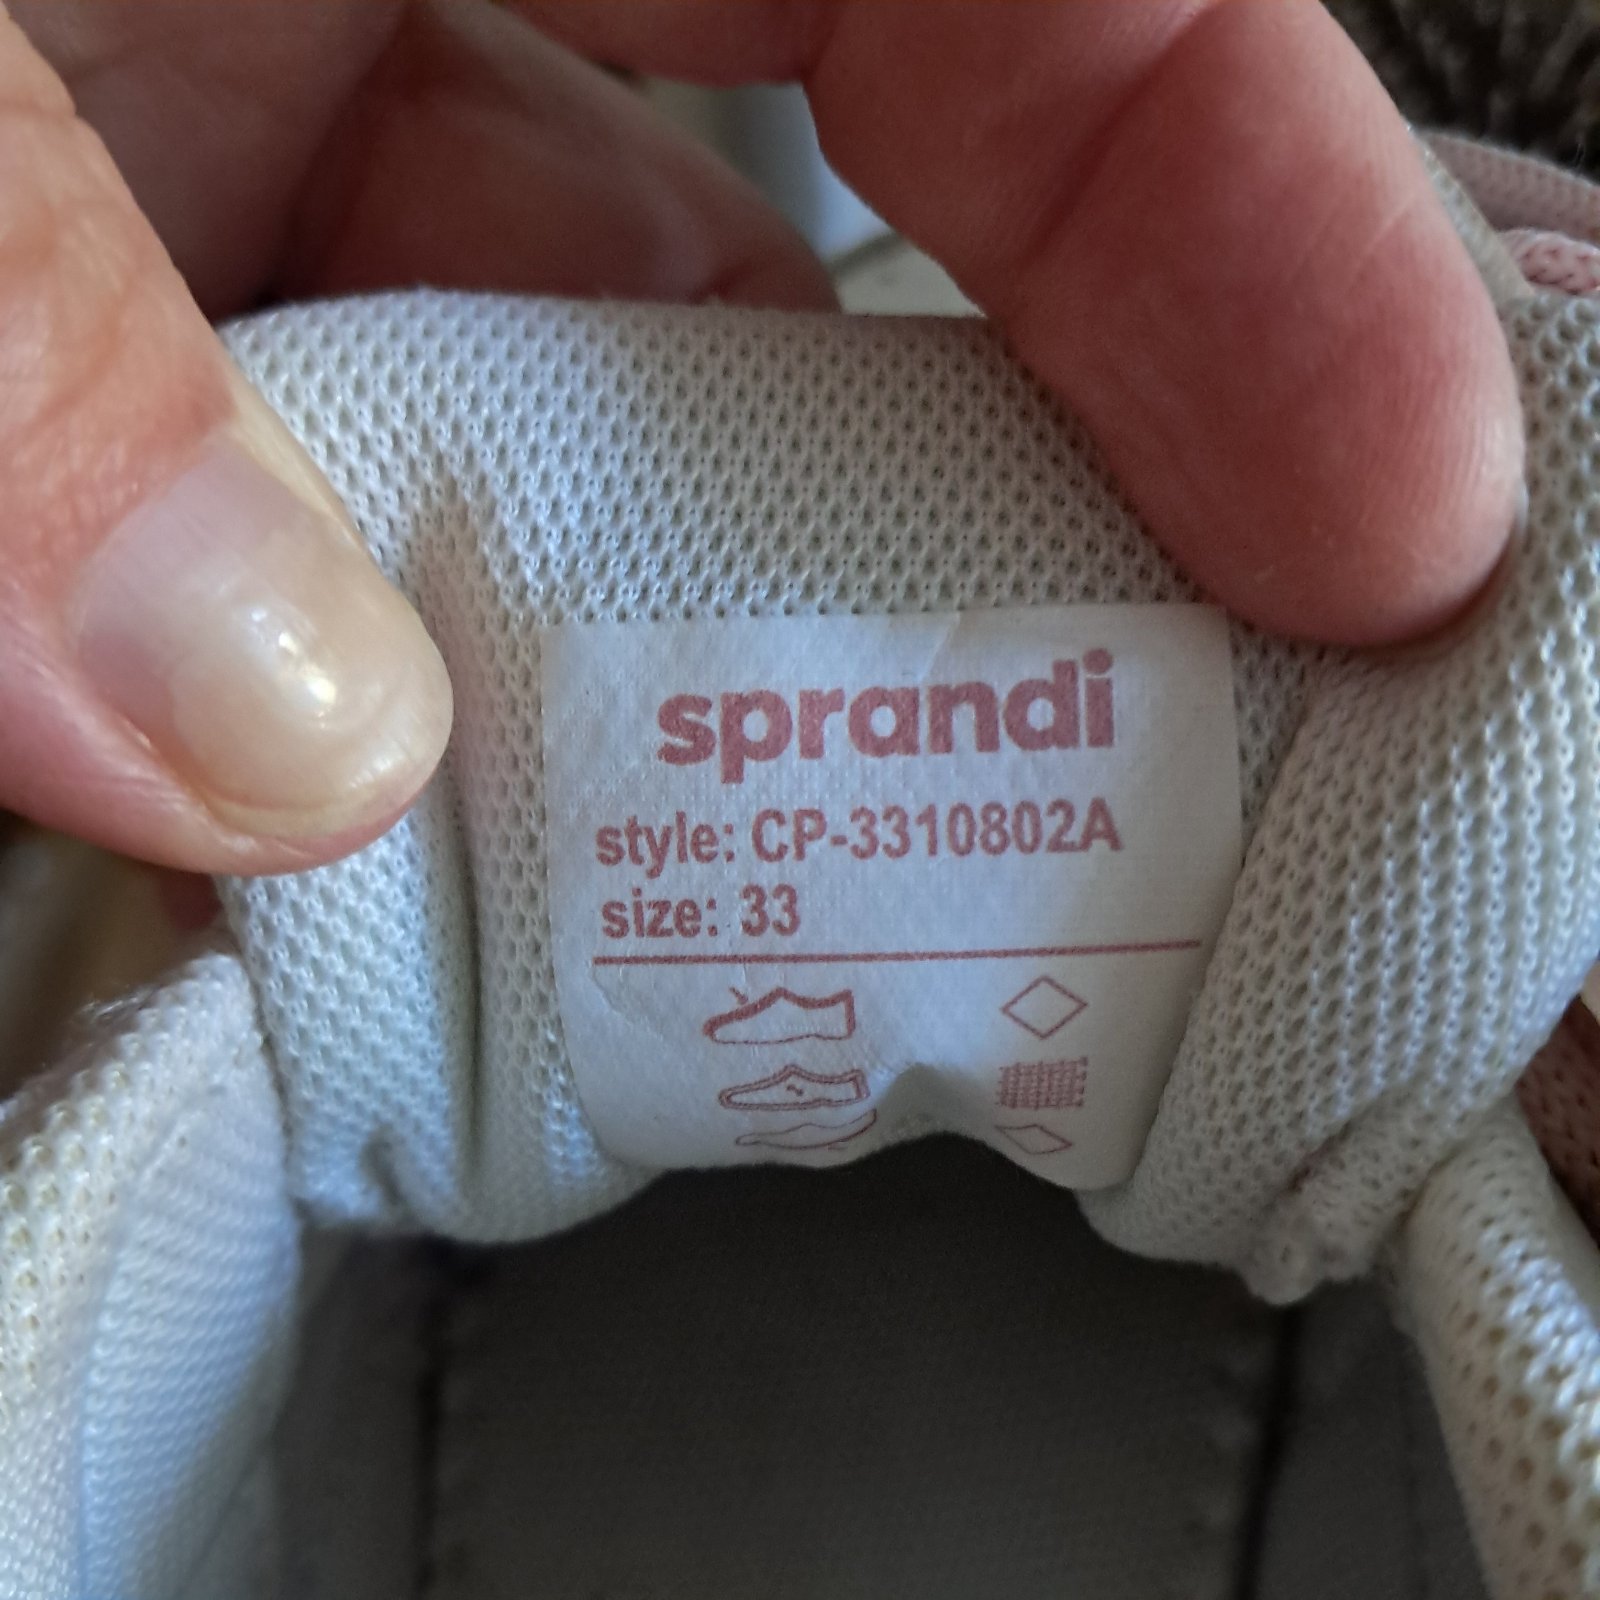 sprandi
style: CP-3310802A
size: 33